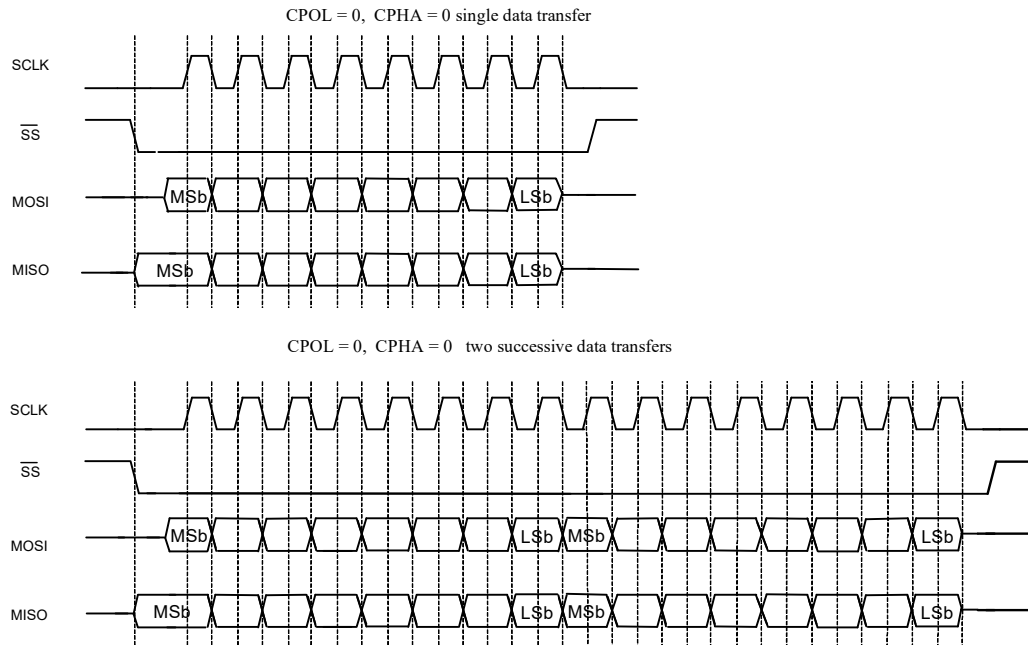 CPOL = 0, CPHA = 0 single data transfer
SCLK
SS
MOSI
MSb LSb
MISO
MSb LSb
CPOL = 0, CPHA = 0 two successive data transfers
SCLK
SS
MOSI
MSb LSb MSb LSb
MISO
MSb LSb MSb LSb